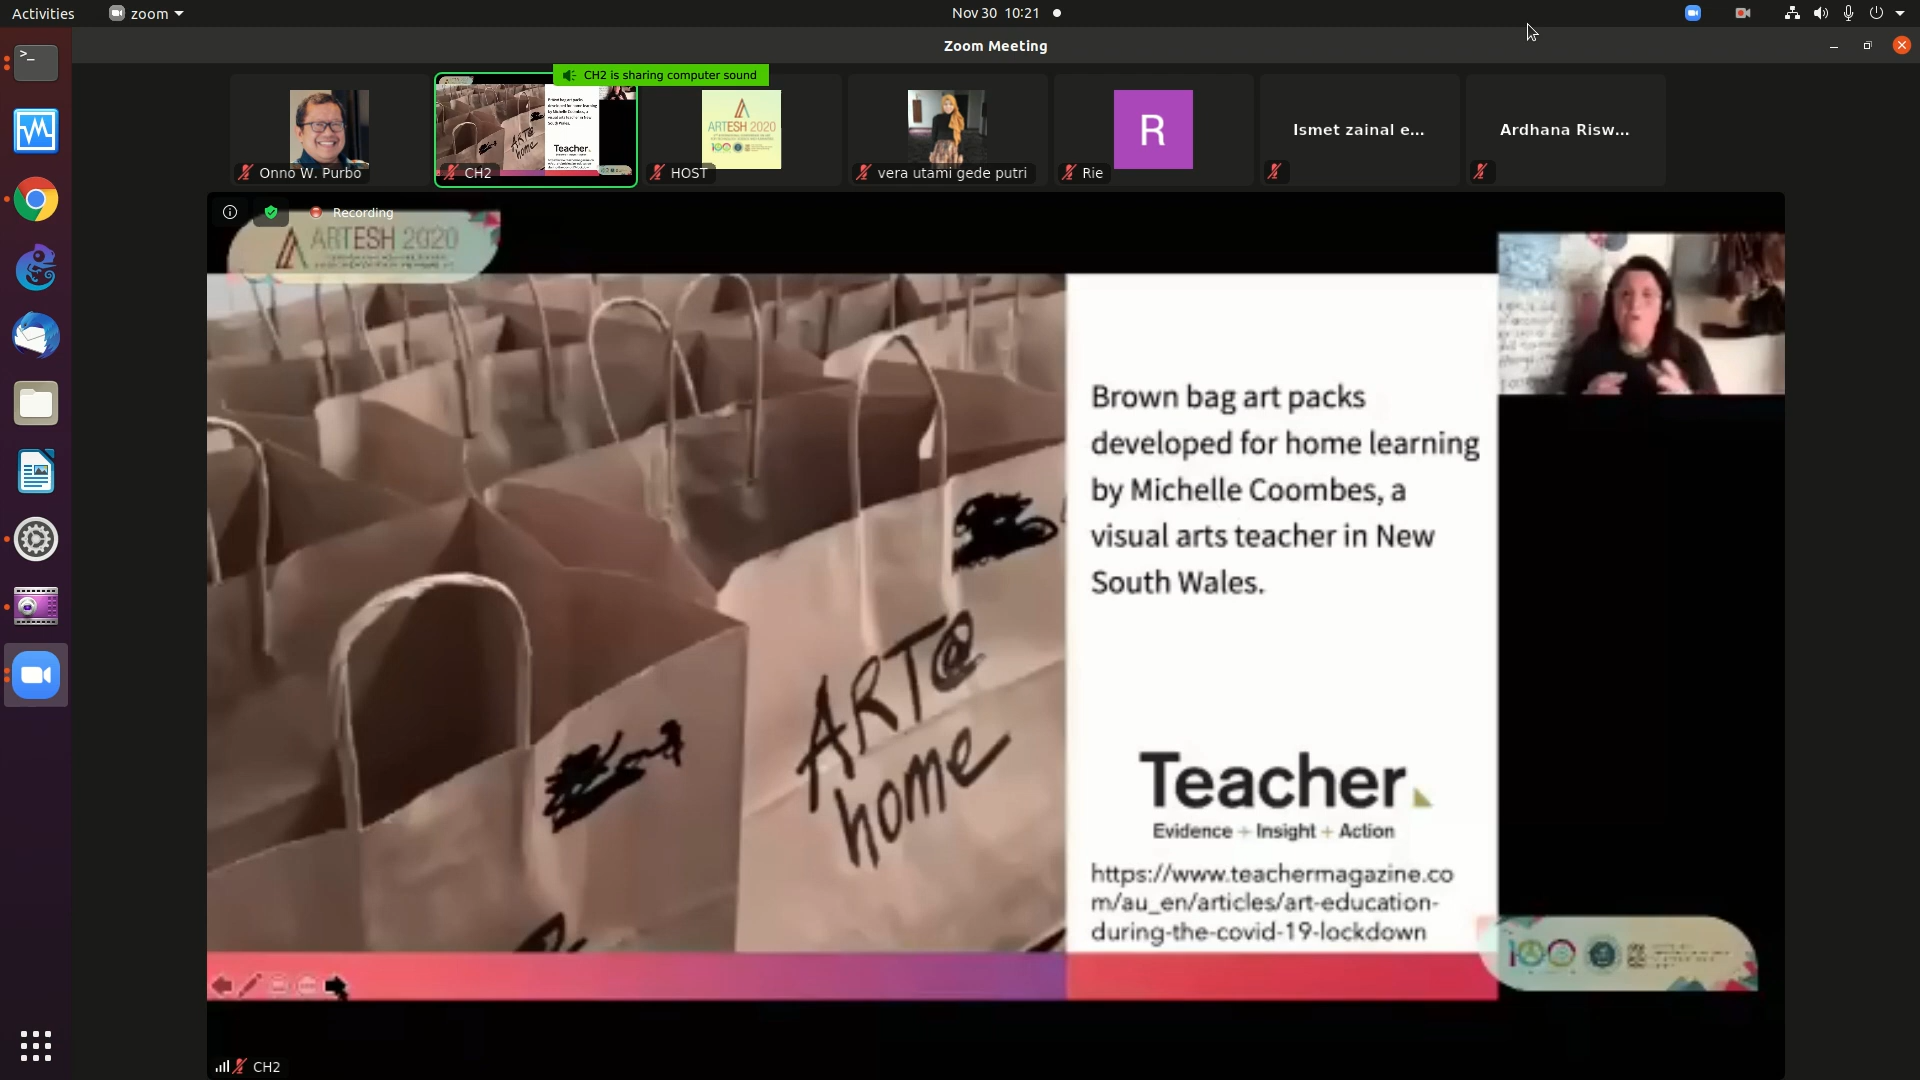 Activities
zoom
Nov 30 10:21
Zoom Meeting
CH2 is sharing computer sound
Onno W. Purbo
CH2
HOST
vera utami gede putri
Rie
Ismet zainal e...
Ardhana Risw...
ARTESH 2020
R
Recording
ARTESH 2020
Brown bag art packs
developed for home learning
by Michelle Coombes, a
visual arts teacher in New
South Wales.
ART@
home
Teacher
Evidence + Insight + Action
https://www.teachermagazine.co
m/au_en/articles/art-education-
during-the-covid-19-lockdown
100
CH2